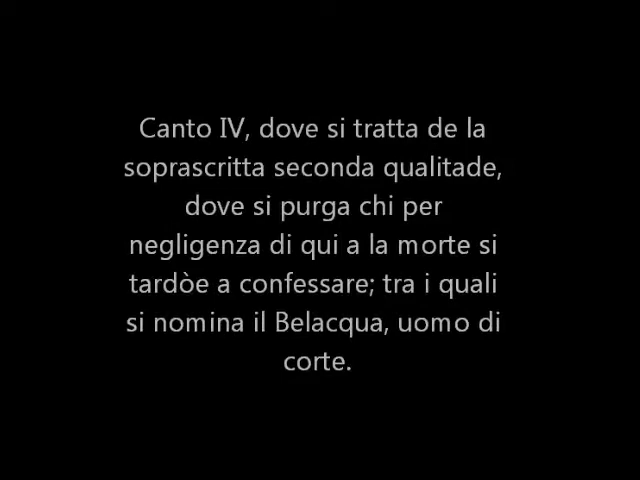 Canto IV, dove si tratta de la
soprascritta seconda qualitade,
dove si purga chi per
negligenza di qui a la morte si
tardòe a confessare; tra i quali
si nomina il Belacqua, uomo di
corte.